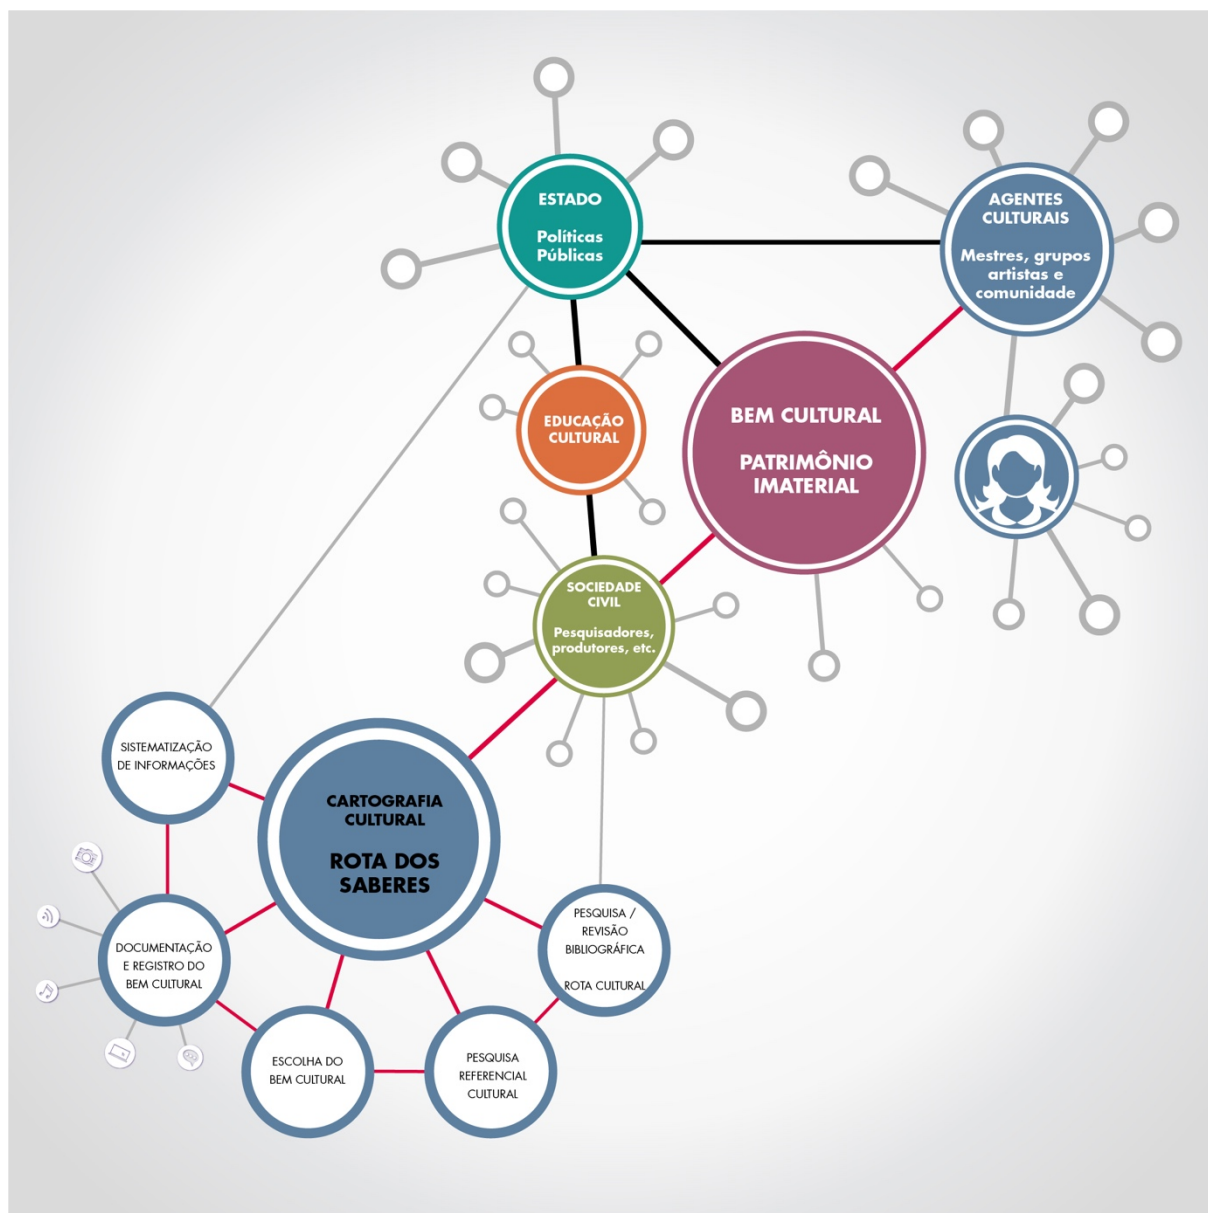 ESTADO
Políticas
Públicas
AGENTES
CULTURAIS
Mestres, grupos
artistas e
comunidade
EDUCAÇÃO
CULTURAL
BEM CULTURAL
PATRIMÔNIO
IMATERIAL
SOCIEDADE
CIVIL
Pesquisadores,
produtores, etc.
SISTEMATIZAÇÃO
DE INFORMAÇÕES
CARTOGRAFIA
CULTURAL
ROTA DOS
SABERES
PESQUISA /
REVISÃO
BIBLIOGRÁFICA
ROTA CULTURAL
DOCUMENTAÇÃO
E REGISTRO DO
BEM CULTURAL
ESCOLHA DO
BEM CULTURAL
PESQUISA
REFERENCIAL
CULTURAL